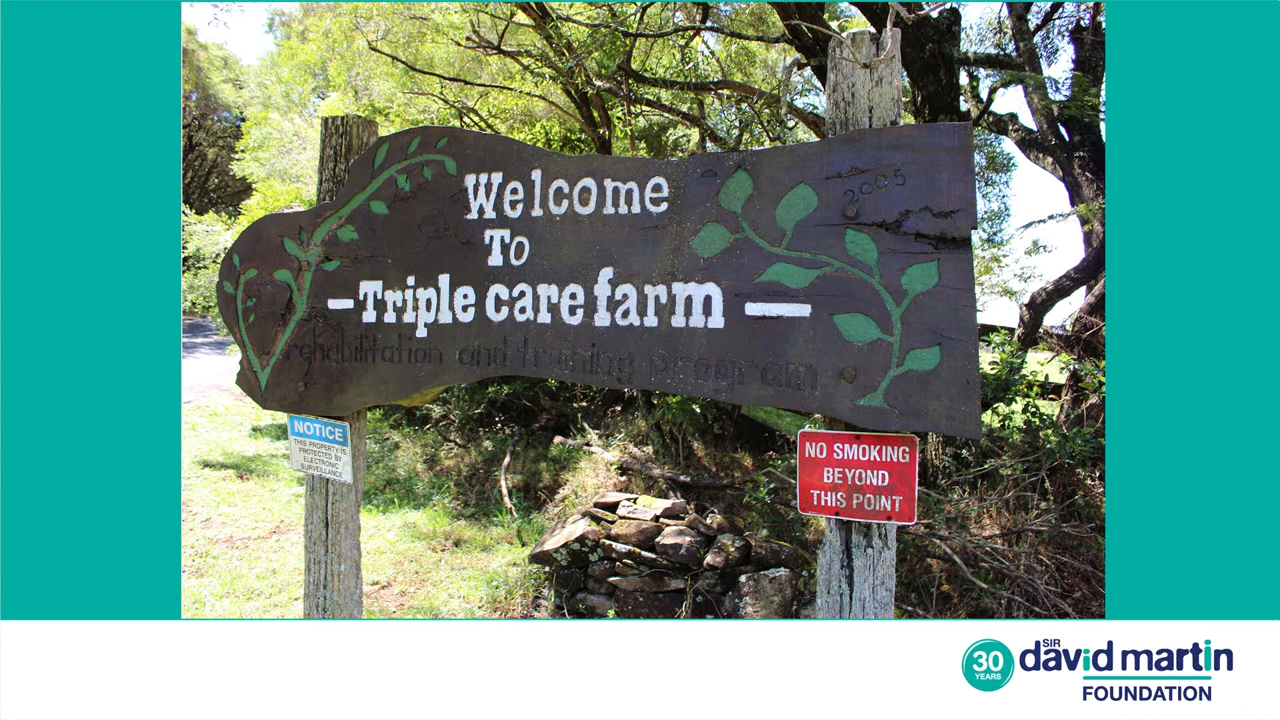 2005
Welcome
To
-Triple care farm —
rehabilitation and training program
NOTICE
THIS PROPERTY IS
PROTECTED BY
ELECTRONIC
SURVEILLANCE
NO SMOKING
BEYOND
THIS POINT
30
YEARS
SIR
david martin
FOUNDATION